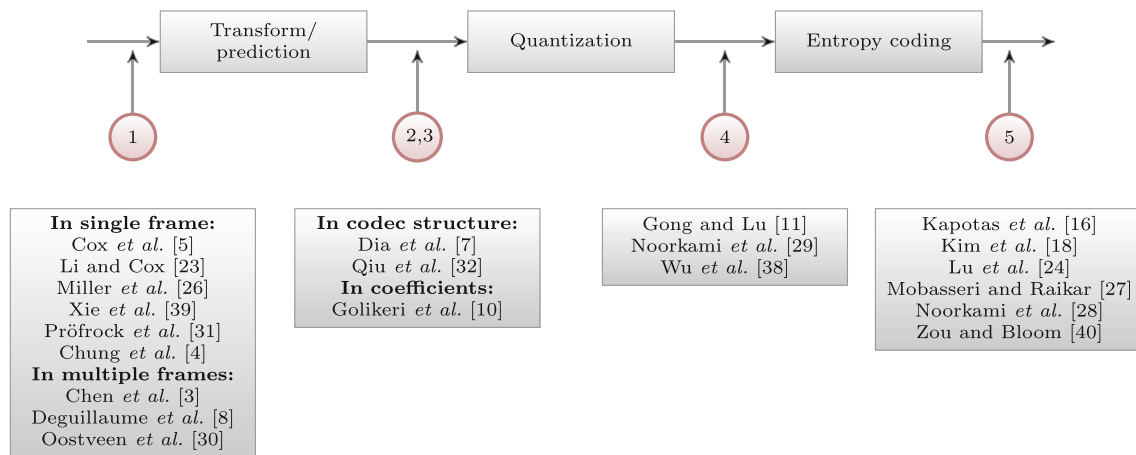 Transform/
prediction
Quantization
Entropy coding
1
2,3
4
5
In single frame:
Cox et al. [5]
Li and Cox [23]
Miller et al. [26]
Xie et al. [39]
Pröfrock et al. [31]
Chung et al. [4]
In multiple frames:
Chen et al. [3]
Deguillaume et al. [8]
Oostveen et al. [30]
In codec structure:
Dia et al. [7]
Qiu et al. [32]
In coefficients:
Golikeri et al. [10]
Gong and Lu [11]
Noorkami et al. [29]
Wu et al. [38]
Kapotas et al. [16]
Kim et al. [18]
Lu et al. [24]
Mobasseri and Raikar [27]
Noorkami et al. [28]
Zou and Bloom [40]